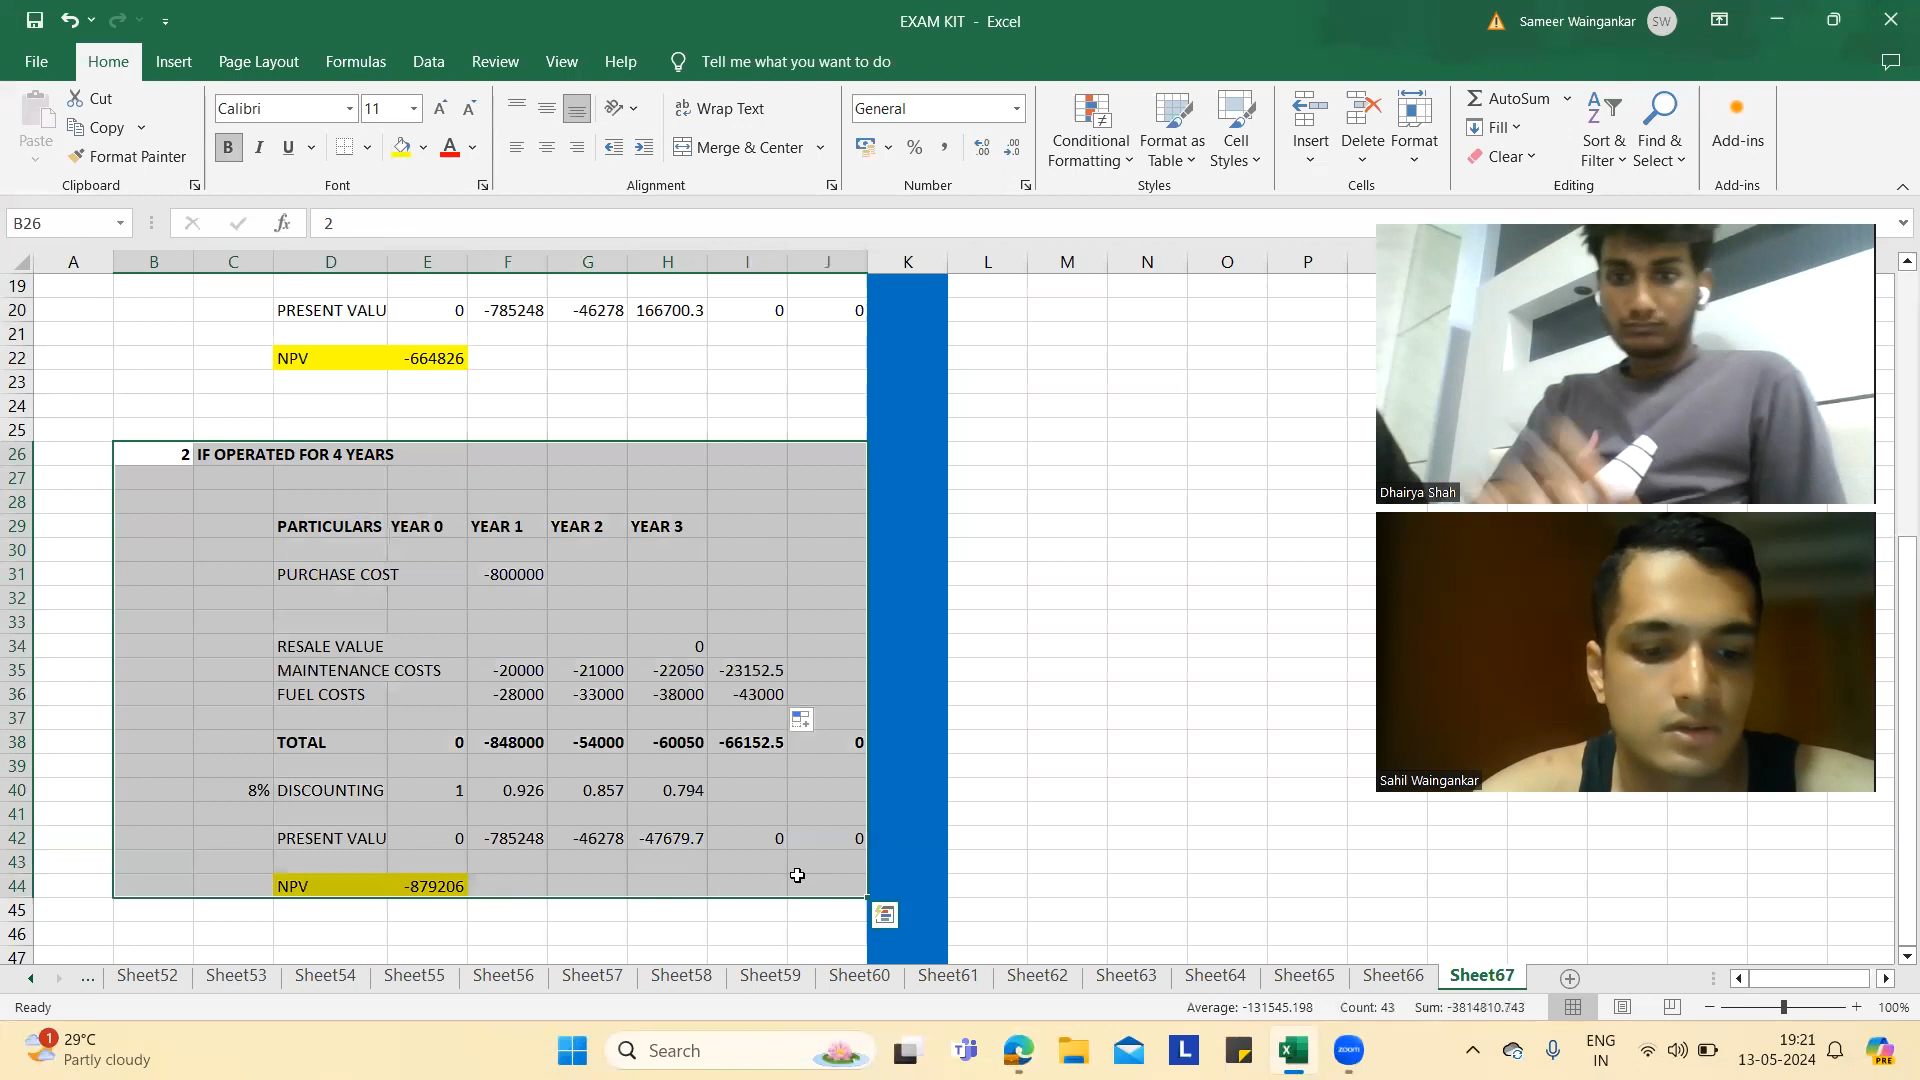 EXAM KIT - Excel
Sameer Waingankar SW
File Home Insert Page Layout Formulas Data Review View Help Tell me what you want to do
Paste
Cut
Copy
Format Painter
Clipboard
Calibri 11
B I U
Font
Wrap Text
Merge & Center
Alignment
General
%
Number
Conditional Formatting
Format as Table
Cell Styles
Styles
Insert Delete Format
Cells
AutoSum
Fill
Clear
Sort & Filter
Find & Select
Editing
Add-ins
Add-ins
B26 fx 2
A B C D E F G H I J K L M N O P
19
20 PRESENT VALU 0 -785248 -46278 166700.3 0 0
21
22 NPV -664826
23
24
25
26 2 IF OPERATED FOR 4 YEARS
27
28
29 PARTICULARS YEAR 0 YEAR 1 YEAR 2 YEAR 3
30
31 PURCHASE COST -800000
32
33
34 RESALE VALUE 0
35 MAINTENANCE COSTS -20000 -21000 -22050 -23152.5
36 FUEL COSTS -28000 -33000 -38000 -43000
37
38 TOTAL 0 -848000 -54000 -60050 -66152.5 0
39
40 8% DISCOUNTING 1 0.926 0.857 0.794
41
42 PRESENT VALU 0 -785248 -46278 -47679.7 0 0
43
44 NPV -879206
45
46
47
Dhairya Shah
Sahil Waingankar
... Sheet52 Sheet53 Sheet54 Sheet55 Sheet56 Sheet57 Sheet58 Sheet59 Sheet60 Sheet61 Sheet62 Sheet63 Sheet64 Sheet65 Sheet66 Sheet67
Ready Average: -131545.198 Count: 43 Sum: -3814810.743 100%
1 29°C
Partly cloudy
Search
L
zoom
ENG
IN
19:21
13-05-2024
PRE